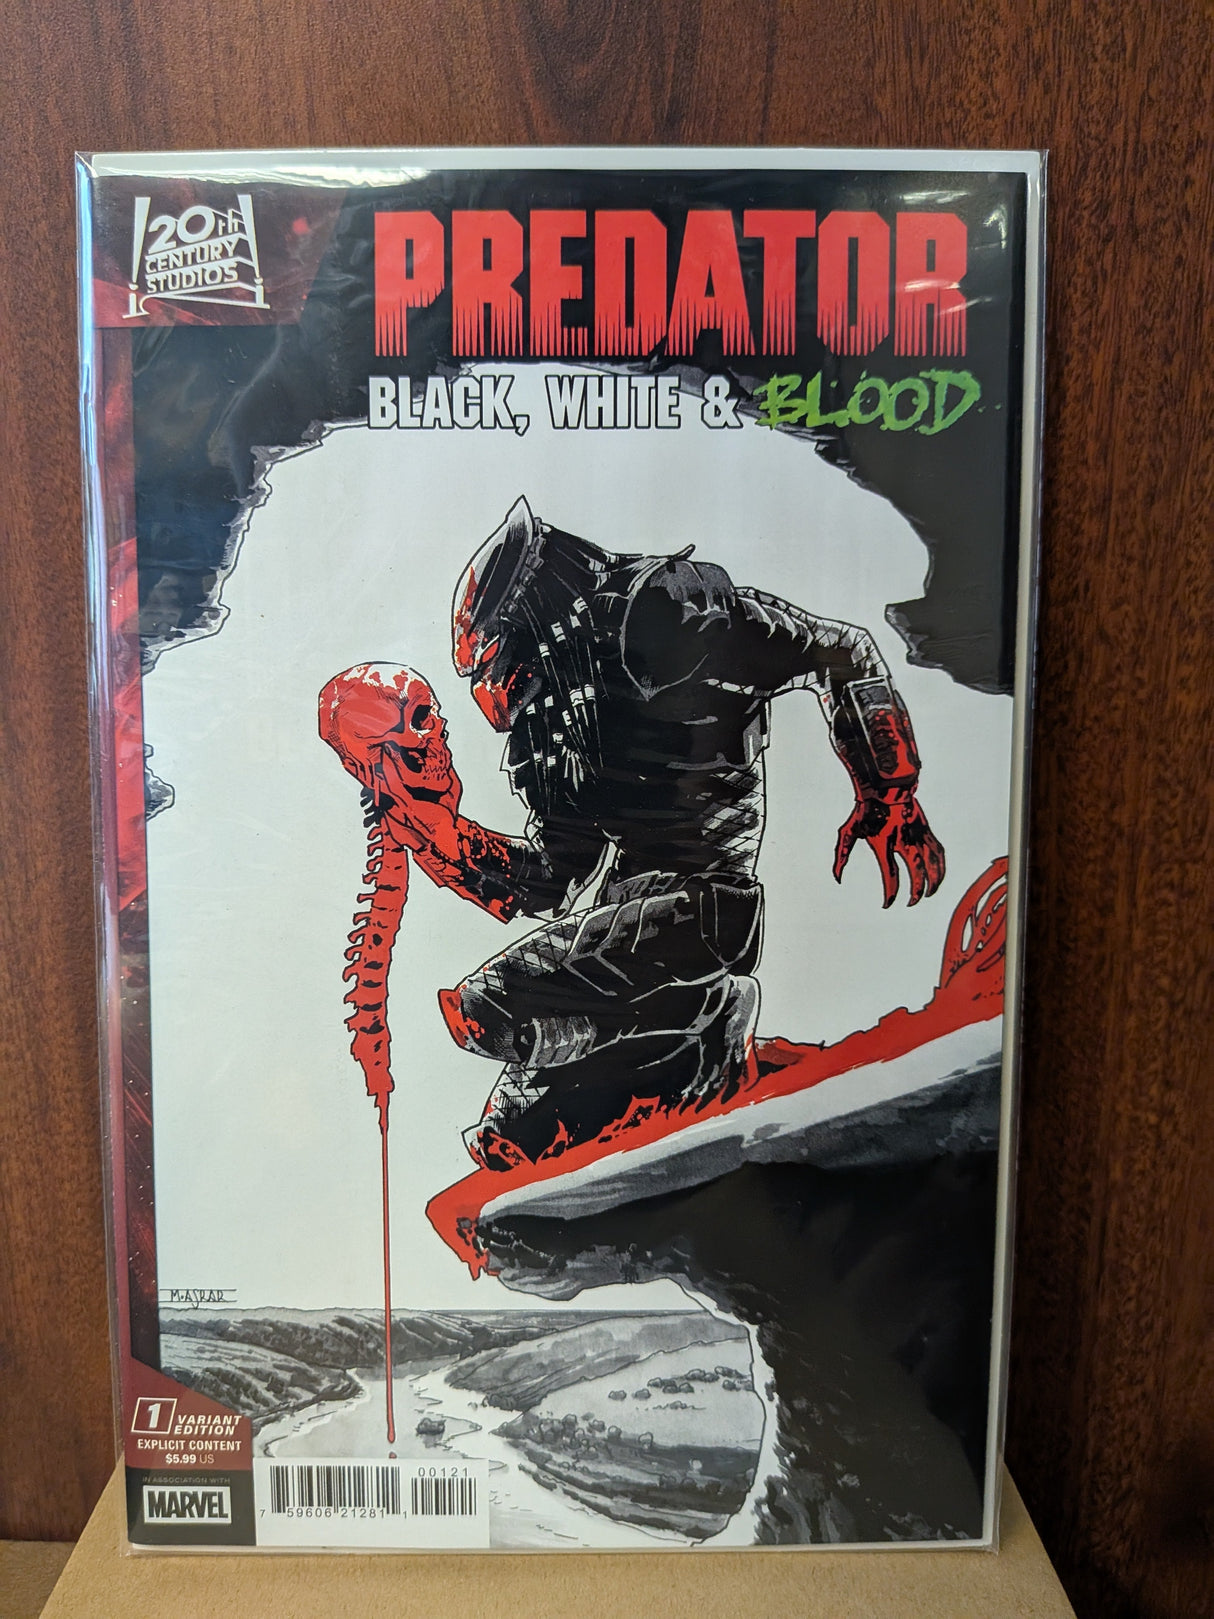 20TH
CENTURY
STUDIOS
PREDATOR
BLACK, WHITE & BLOOD
M.ASRAR
1 VARIANT
EDITION
EXPLICIT CONTENT
$5.99 US
IN ASSOCIATION WITH
MARVEL
00121
7 59606 21281 1